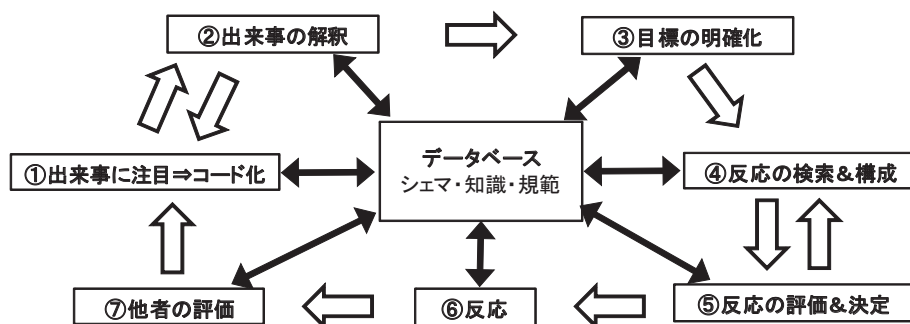 ②出来事の解釈
③目標の明確化
データベース
シェマ・知識・規範
①出来事に注目⇒コード化
④反応の検索&構成
⑦他者の評価
⑥反応
⑤反応の評価&決定